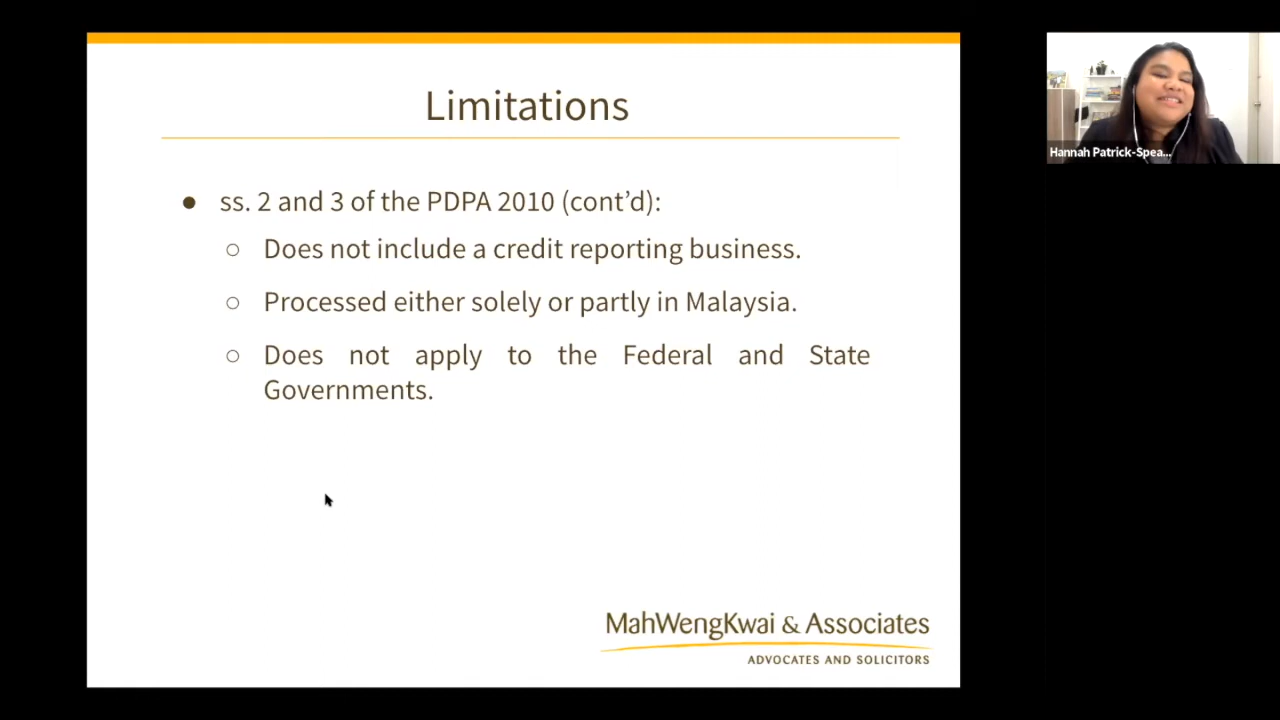 Limitations
● ss. 2 and 3 of the PDPA 2010 (cont’d):
○ Does not include a credit reporting business.
○ Processed either solely or partly in Malaysia.
○ Does not apply to the Federal and State
Governments.
MahWengKwai & Associates
ADVOCATES AND SOLICITORS
Hannah Patrick-Spea...